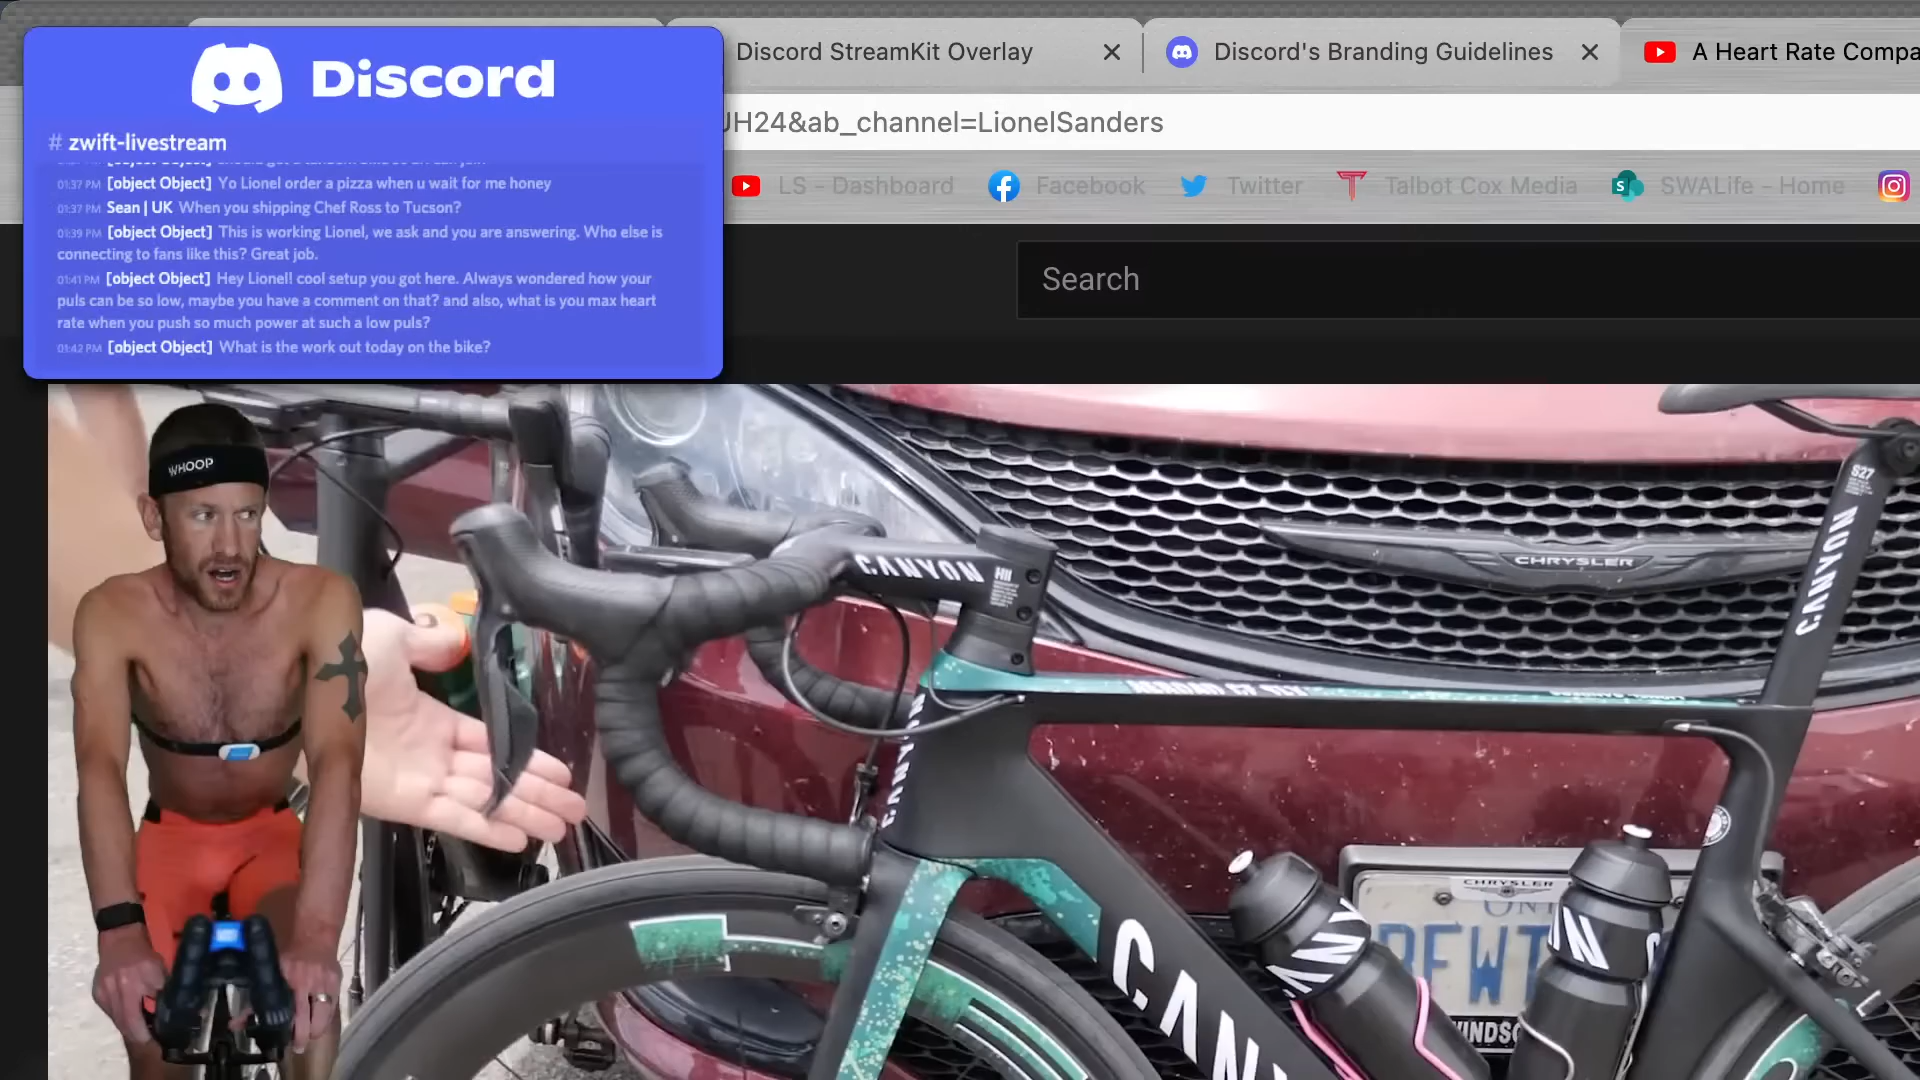 Discord
Discord StreamKit Overlay
Discord's Branding Guidelines
A Heart Rate Compa
JH24&ab_channel=LionelSanders
# zwift-livestream
01:37 PM [object Object] Yo Lionel order a pizza when u wait for me honey
01:37 PM Sean | UK When you shipping Chef Ross to Tucson?
01:39 PM [object Object] This is working Lionel, we ask and you are answering. Who else is
connecting to fans like this? Great job.
01:41 PM [object Object] Hey Lionel! cool setup you got here. Always wondered how your
puls can be so low, maybe you have a comment on that? and also, what is you max heart
rate when you push so much power at such a low puls?
01:42 PM [object Object] What is the work out today on the bike?
LS - Dashboard
Facebook
Twitter
Talbot Cox Media
SWALife - Home
Search
WHOOP
CANYON
H11
CHRYSLER
S27
CANYON
CANYON
CHRYSLER
CAN